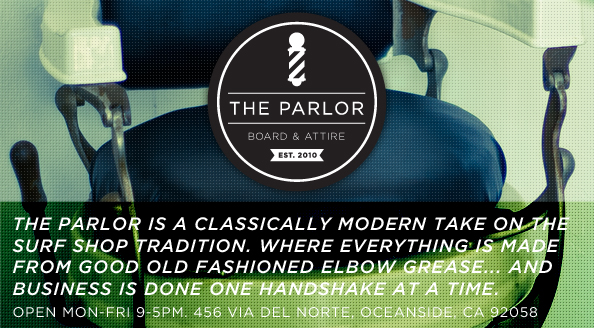 THE PARLOR
BOARD & ATTIRE
EST. 2010
THE PARLOR IS A CLASSICALLY MODERN TAKE ON THE
SURF SHOP TRADITION. WHERE EVERYTHING IS MADE
FROM GOOD OLD FASHIONED ELBOW GREASE... AND
BUSINESS IS DONE ONE HANDSHAKE AT A TIME.
OPEN MON-FRI 9-5PM. 456 VIA DEL NORTE, OCEANSIDE, CA 92058